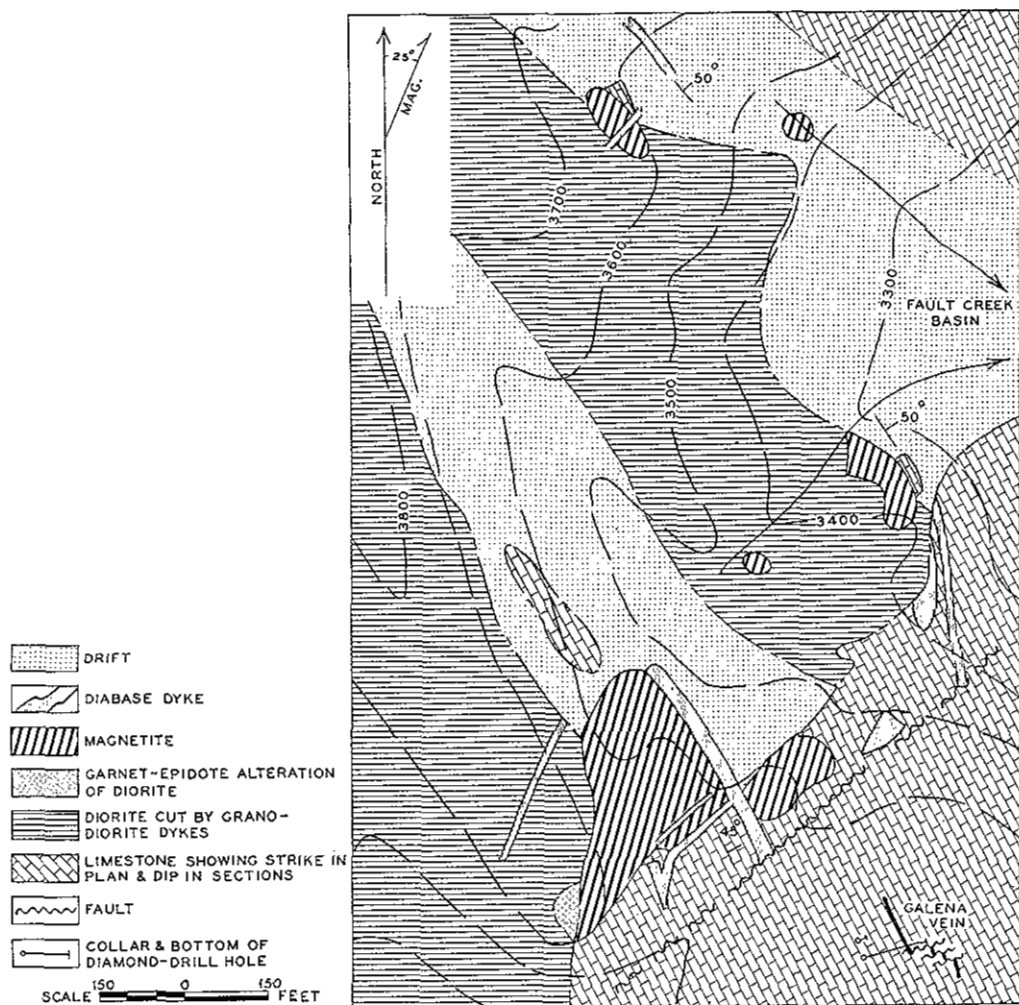 25°
MAG.
NORTH
50°
3700
3600
3300
FAULT CREEK
BASIN
3500
50°
3800
3400
DRIFT
DIABASE DYKE
MAGNETITE
GARNET-EPIDOTE ALTERATION
OF DIORITE
DIORITE CUT BY GRANO-
DIORITE DYKES
LIMESTONE SHOWING STRIKE IN
PLAN & DIP IN SECTIONS
FAULT
COLLAR & BOTTOM OF
DIAMOND-DRILL HOLE
45°
GALENA
VEIN
150 0 150
SCALE FEET